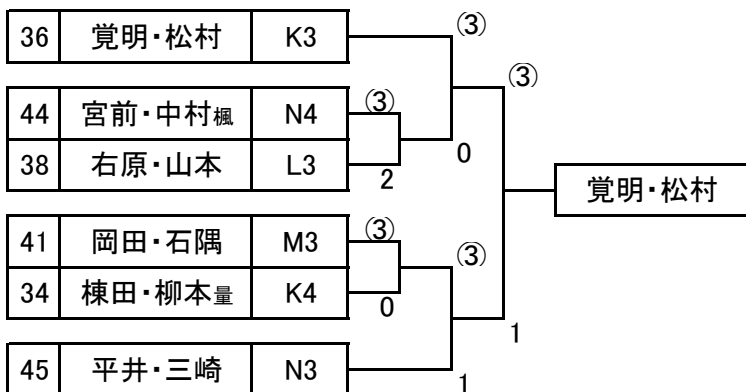 36 覚明・松村 K3 ③
③
44 宮前・中村楓 N4 ③
0
38 右原・山本 L3 2
覚明・松村
41 岡田・石隅 M3 ③ ③
34 棟田・柳本量 K4 0
1
45 平井・三崎 N3 1